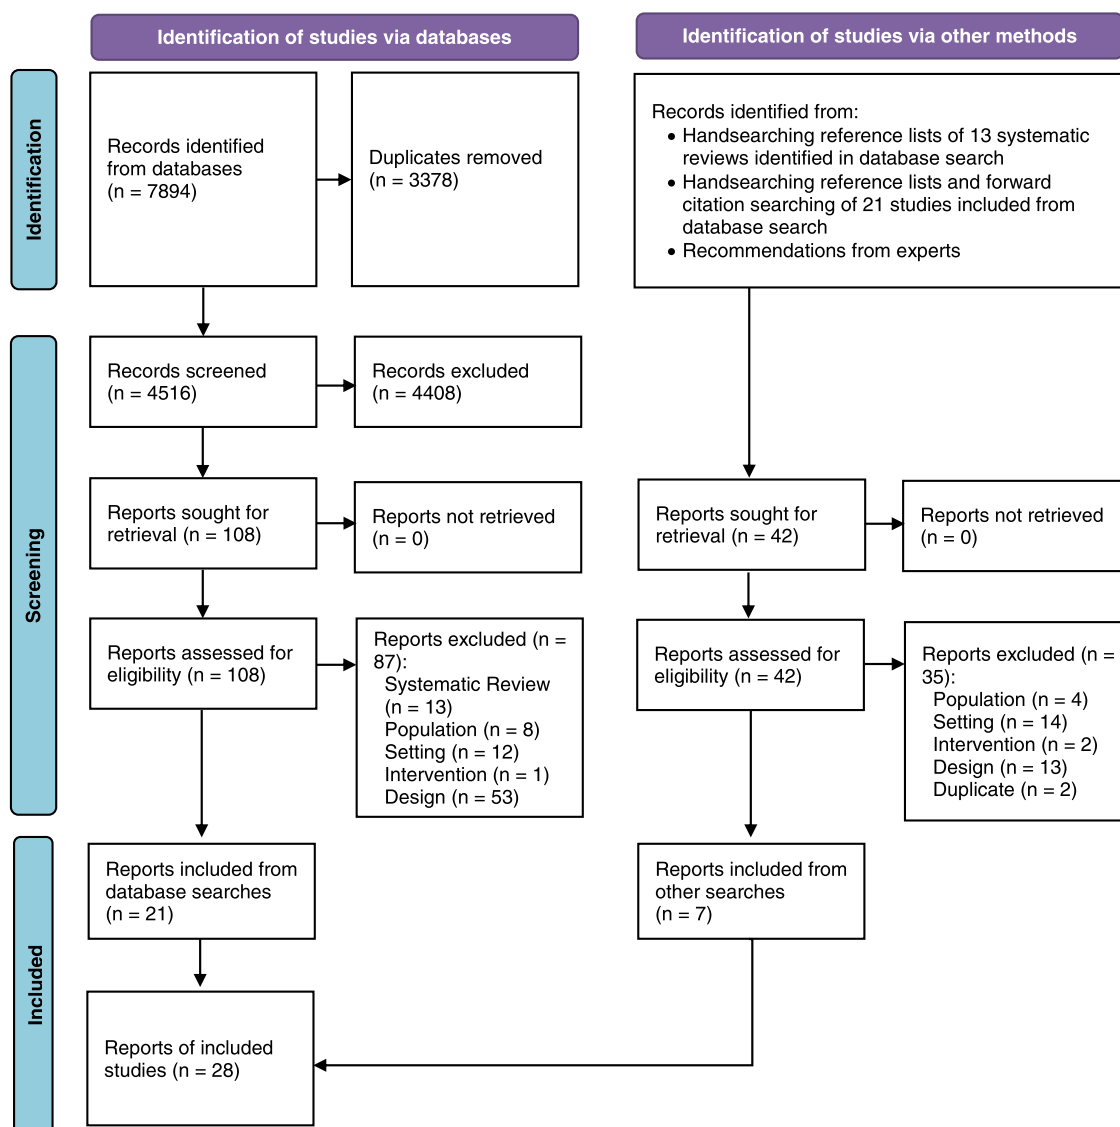 Identification of studies via databases
Identification of studies via other methods
Identification
Records identified
from databases
(n = 7894)
Duplicates removed
(n = 3378)
Records identified from:
• Handsearching reference lists of 13 systematic
reviews identified in database search
• Handsearching reference lists and forward
citation searching of 21 studies included from
database search
• Recommendations from experts
Screening
Records screened
(n = 4516)
Records excluded
(n = 4408)
Reports sought for
retrieval (n = 108)
Reports not retrieved
(n = 0)
Reports sought for
retrieval (n = 42)
Reports not retrieved
(n = 0)
Reports assessed for
eligibility (n = 108)
Reports excluded (n =
87):
Systematic Review
(n = 13)
Population (n = 8)
Setting (n = 12)
Intervention (n = 1)
Design (n = 53)
Reports assessed for
eligibility (n = 42)
Reports excluded (n =
35):
Population (n = 4)
Setting (n = 14)
Intervention (n = 2)
Design (n = 13)
Duplicate (n = 2)
Included
Reports included from
database searches
(n = 21)
Reports included from
other searches
(n = 7)
Reports of included
studies (n = 28)